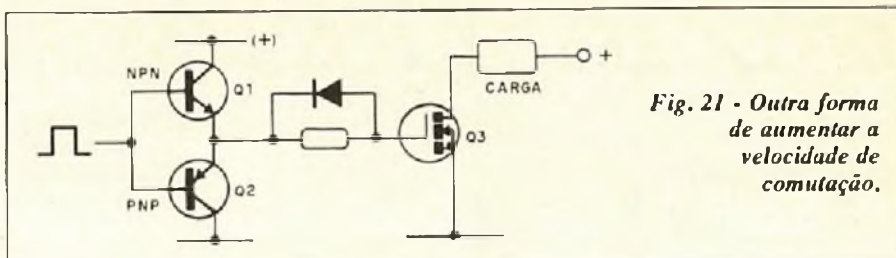 (+)
NPN
Q1
+
CARGA
Q3
Q2
PNP
Fig. 21 - Outra forma
de aumentar a
velocidade de
comutação.